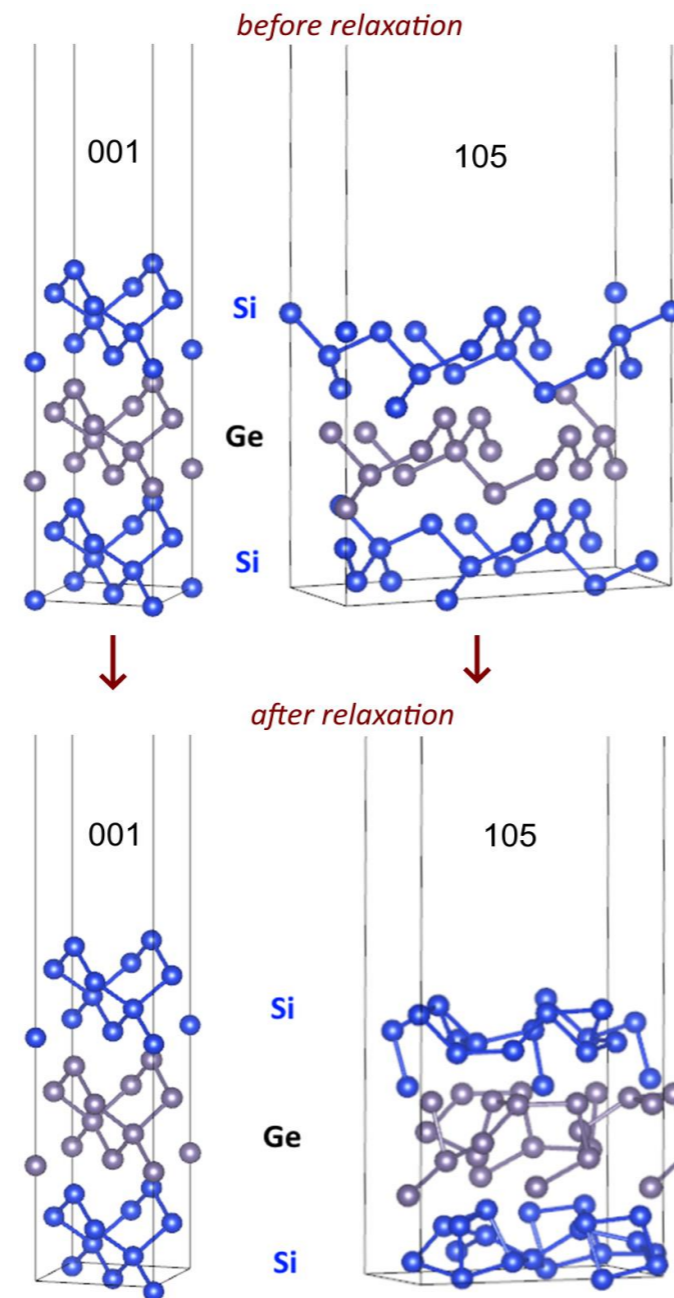 before relaxation
001
105
Si
Ge
Si
after relaxation
001
105
Si
Ge
Si